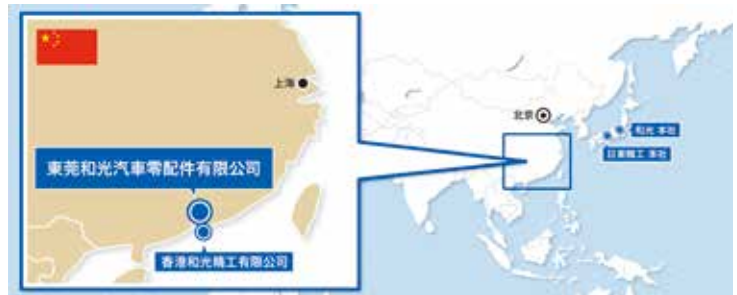 上海
東莞和光汽車零配件有限公司
香港和光精工有限公司
北京
和光 本社
日東精工 本社